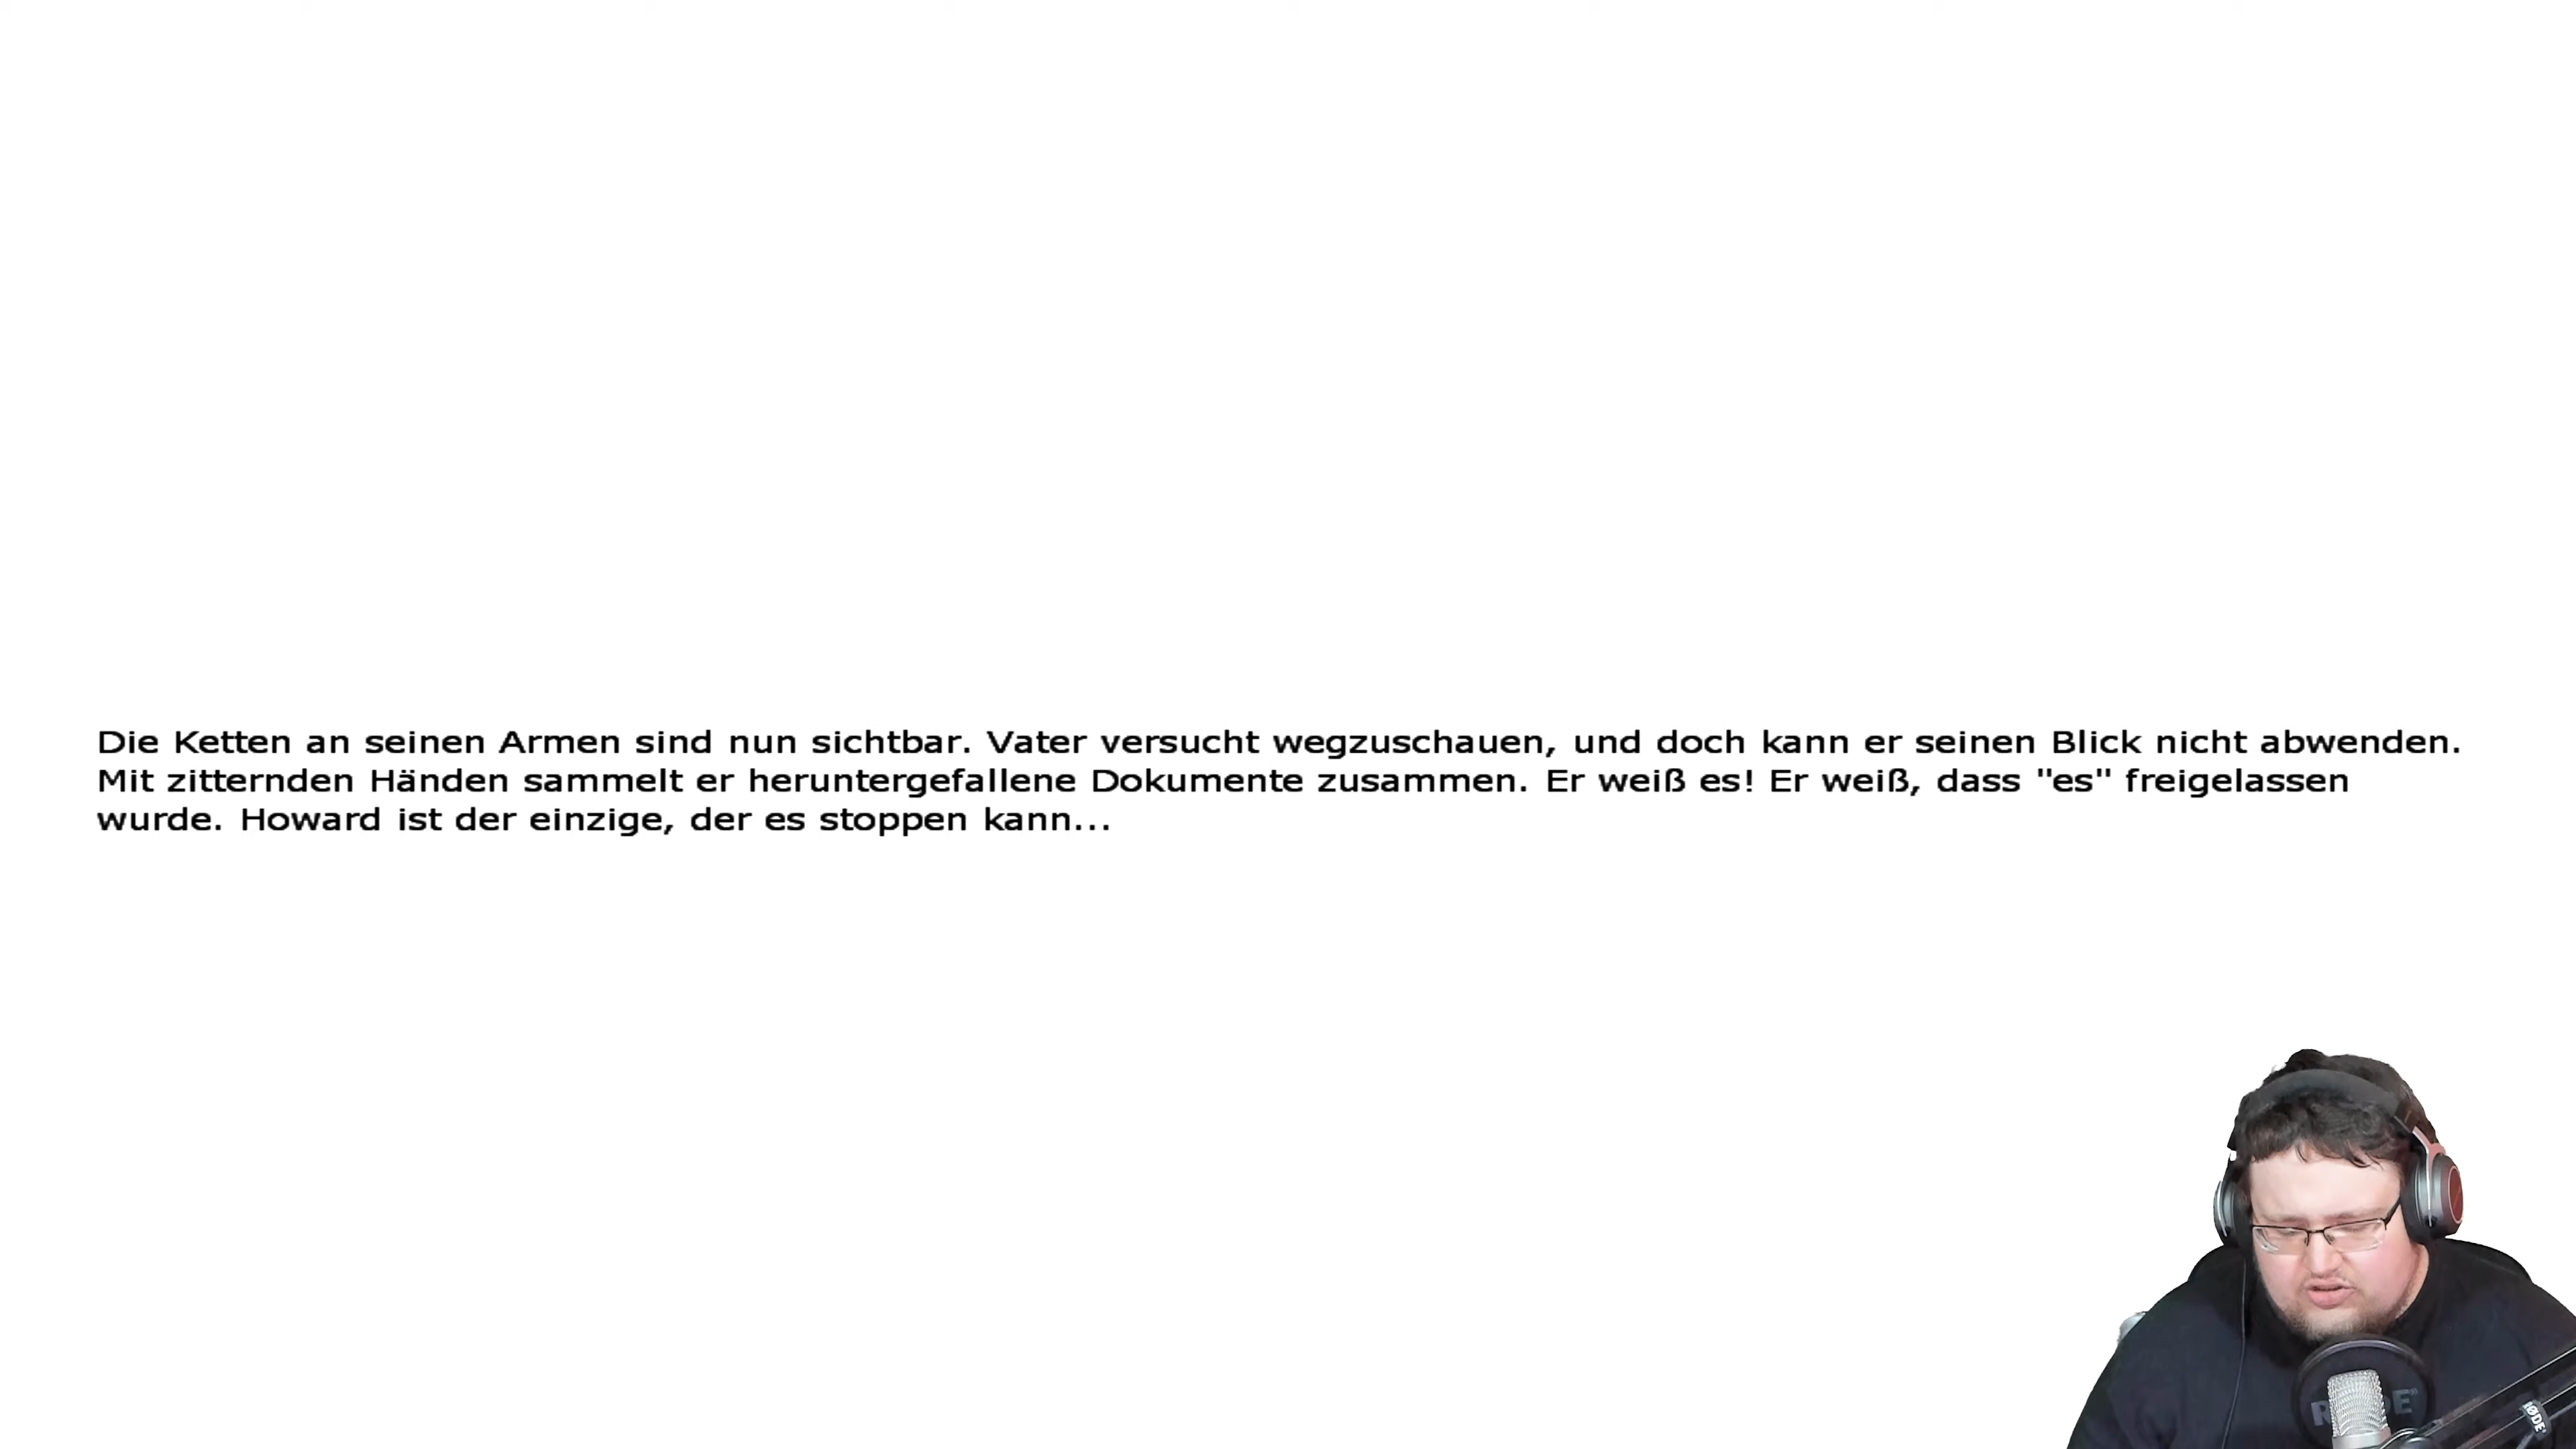 Die Ketten an seinen Armen sind nun sichtbar. Vater versucht wegzuschauen, und doch kann er seinen Blick nicht abwenden.
Mit zitternden Händen sammelt er heruntergefallene Dokumente zusammen. Er weiß es! Er weiß, dass "es" freigelassen
wurde. Howard ist der einzige, der es stoppen kann...
RØDE